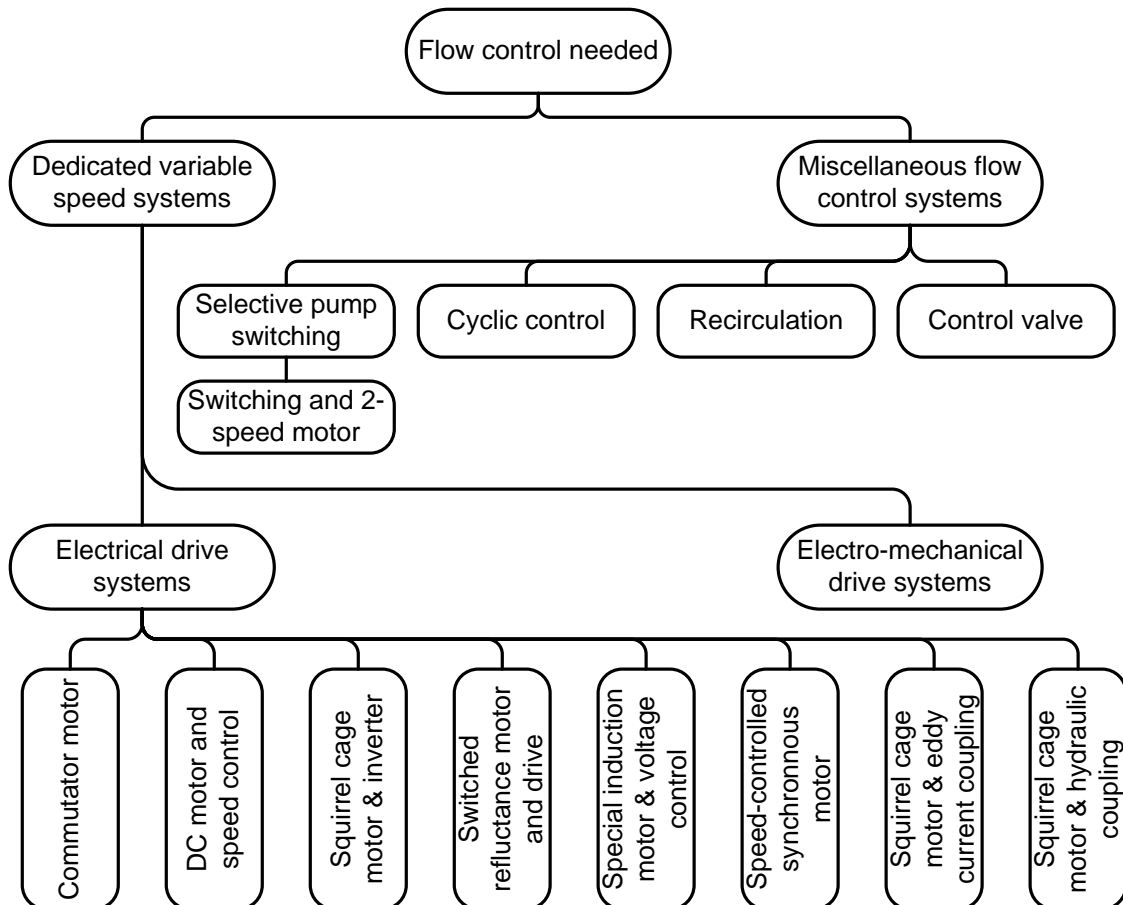 Flow control needed
Dedicated variable
speed systems
Miscellaneous flow
control systems
Selective pump
switching
Cyclic control
Recirculation
Control valve
Switching and 2-
speed motor
Electrical drive
systems
Electro-mechanical
drive systems
Commutator motor
DC motor and
speed control
Squirrel cage
motor & inverter
Switched
refluctance motor
and drive
Special induction
motor & voltage
control
Speed-controlled
synchronnous
motor
Squirrel cage
motor & eddy
current coupling
Squirrel cage
motor & hydraulic
coupling